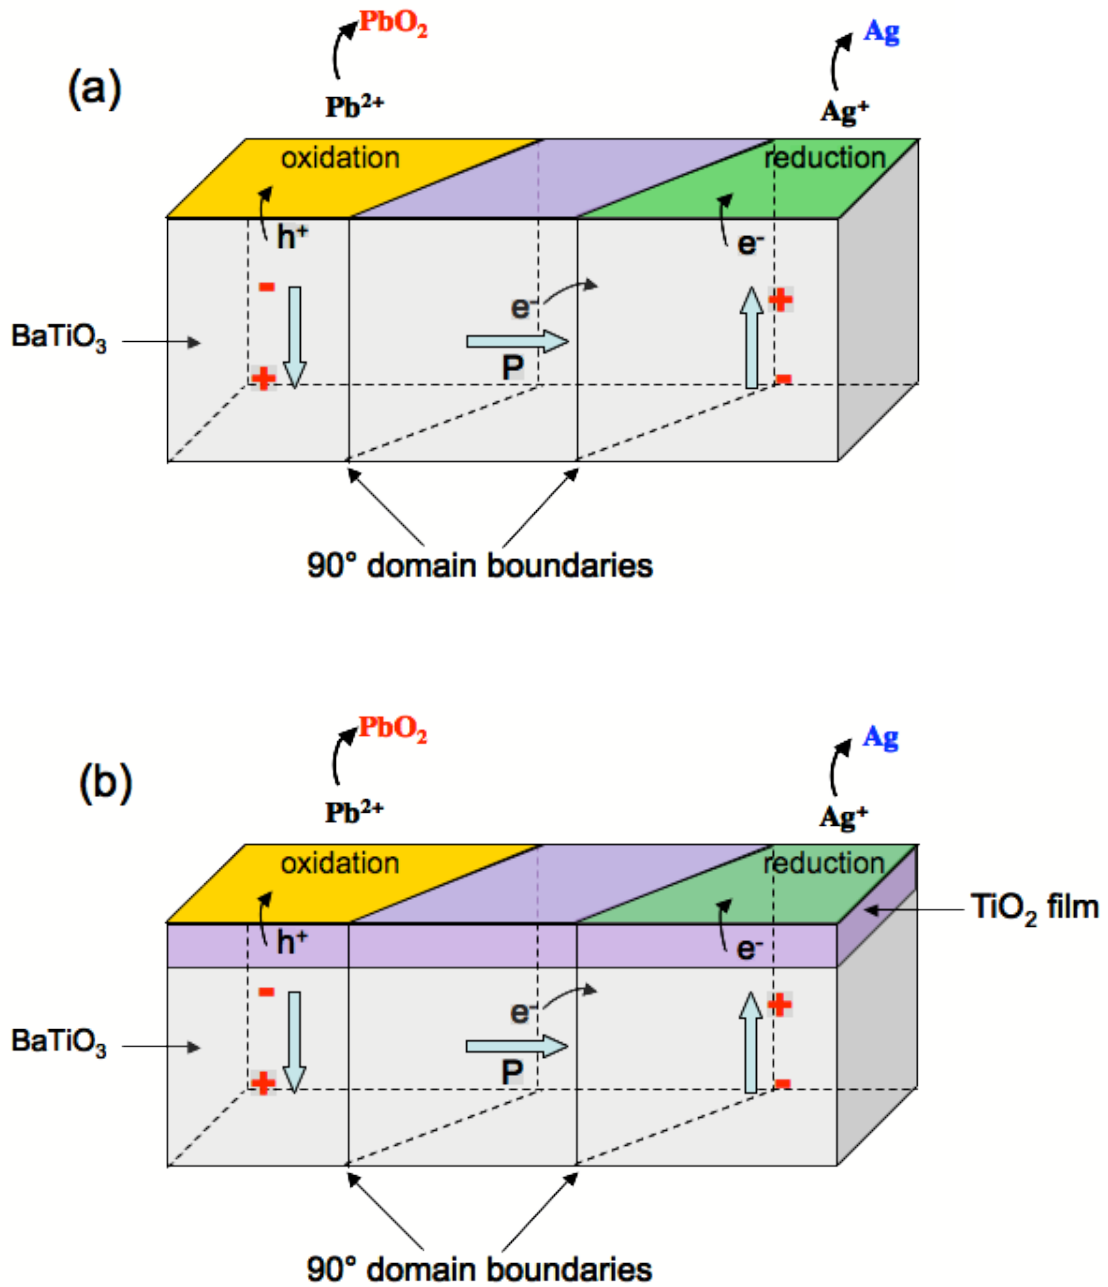 PbO₂
Ag
(a)
Pb²⁺
Ag⁺
oxidation
reduction
h⁺
e⁻
-
+
e⁻
BaTiO₃
P
+
-
90° domain boundaries
PbO₂
Ag
(b)
Pb²⁺
Ag⁺
oxidation
reduction
TiO₂ film
h⁺
e⁻
-
+
e⁻
BaTiO₃
P
+
-
90° domain boundaries